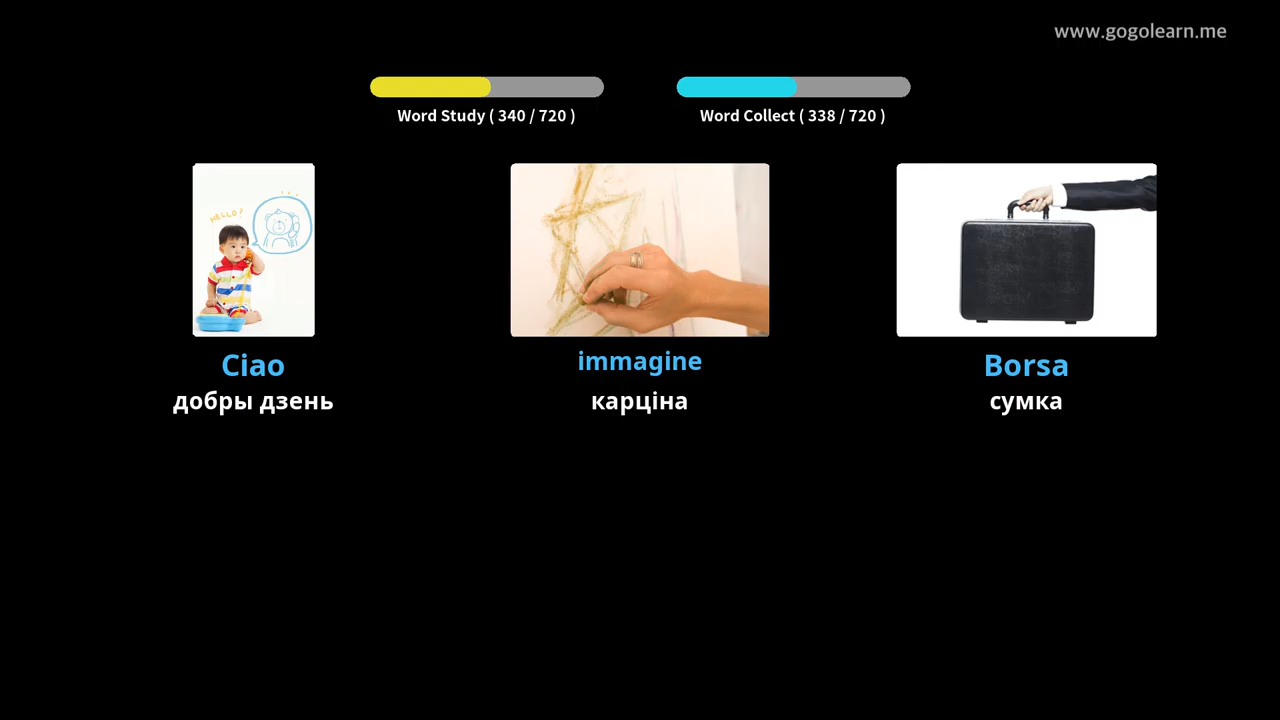 www.gogolearn.me
Word Study ( 340 / 720 )
Word Collect ( 338 / 720 )
HELLO?
Ciao
immagine
Borsa
добры дзень
карціна
сумка